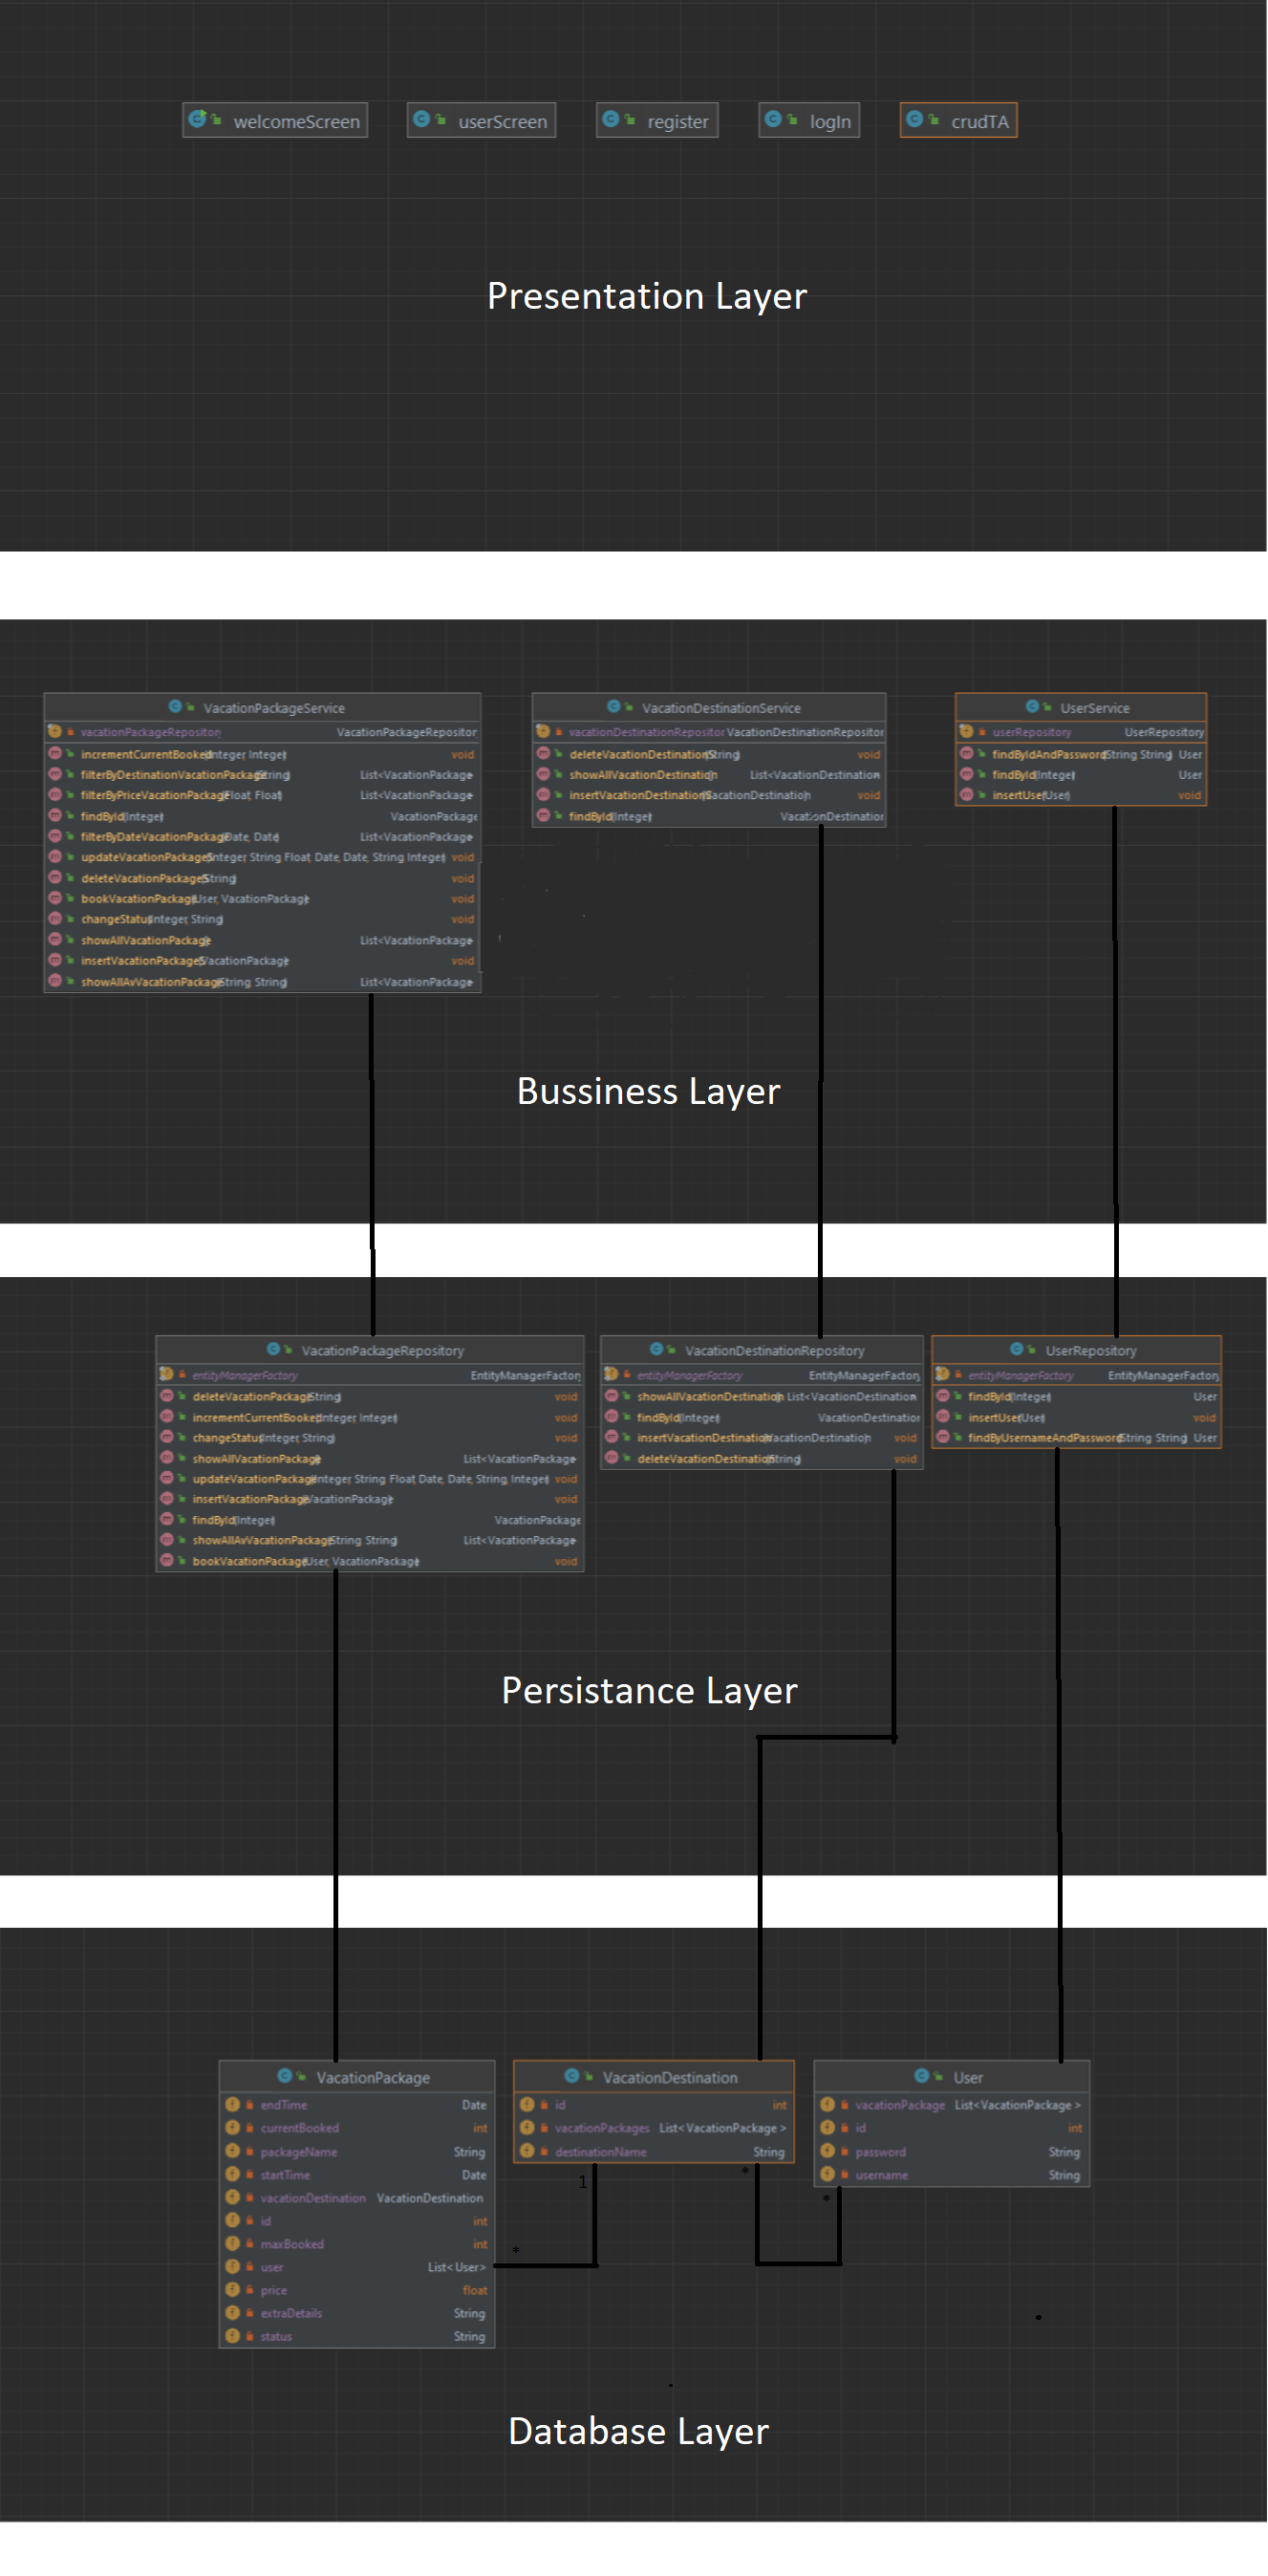 welcomeScreen userScreen register logIn crudTA
Presentation Layer
VacationPackageService
vacationPackageRepository VacationPackageRepository
incrementCurrentBooked(Integer, Integer) void
filterByDestinationVacationPackage(String) List<VacationPackage>
filterByPriceVacationPackage(Float, Float) List<VacationPackage>
findById(Integer) VacationPackage
filterByDateVacationPackage(Date, Date) List<VacationPackage>
updateVacationPackageS(Integer, String, Float, Date, Date, String, Integer) void
deleteVacationPackageS(String) void
bookVacationPackage(User, VacationPackage) void
changeStatus(Integer, String) void
showAllVacationPackage() List<VacationPackage>
insertVacationPackageS(VacationPackage) void
showAllAvVacationPackage(String, String) List<VacationPackage>
VacationDestinationService
vacationDestinationRepository VacationDestinationRepository
deleteVacationDestinationS(String) void
showAllVacationDestination() List<VacationDestination>
insertVacationDestinationS(VacationDestination) void
findById(Integer) VacationDestination
UserService
userRepository UserRepository
findByIdAndPassword(String, String) User
findById(Integer) User
insertUser(User) void
Bussiness Layer
VacationPackageRepository
entityManagerFactory EntityManagerFactory
deleteVacationPackage(String) void
incrementCurrentBooked(Integer, Integer) void
changeStatus(Integer, String) void
showAllVacationPackage() List<VacationPackage>
updateVacationPackage(Integer, String, Float, Date, Date, String, Integer) void
insertVacationPackage(VacationPackage) void
findById(Integer) VacationPackage
showAllAvVacationPackage(String, String) List<VacationPackage>
bookVacationPackage(User, VacationPackage) void
VacationDestinationRepository
entityManagerFactory EntityManagerFactory
showAllVacationDestination() List<VacationDestination>
findById(Integer) VacationDestination
insertVacationDestination(VacationDestination) void
deleteVacationDestination(String) void
UserRepository
entityManagerFactory EntityManagerFactory
findById(Integer) User
insertUser(User) void
findByUsernameAndPassword(String, String) User
Persistance Layer
VacationPackage
endTime Date
currentBooked int
packageName String
startTime Date
vacationDestination VacationDestination
id int
maxBooked int
user List<User>
price float
extraDetails String
status String
VacationDestination
id int
vacationPackages List<VacationPackage>
destinationName String
User
vacationPackage List<VacationPackage>
id int
password String
username String
1 *
* *
Database Layer